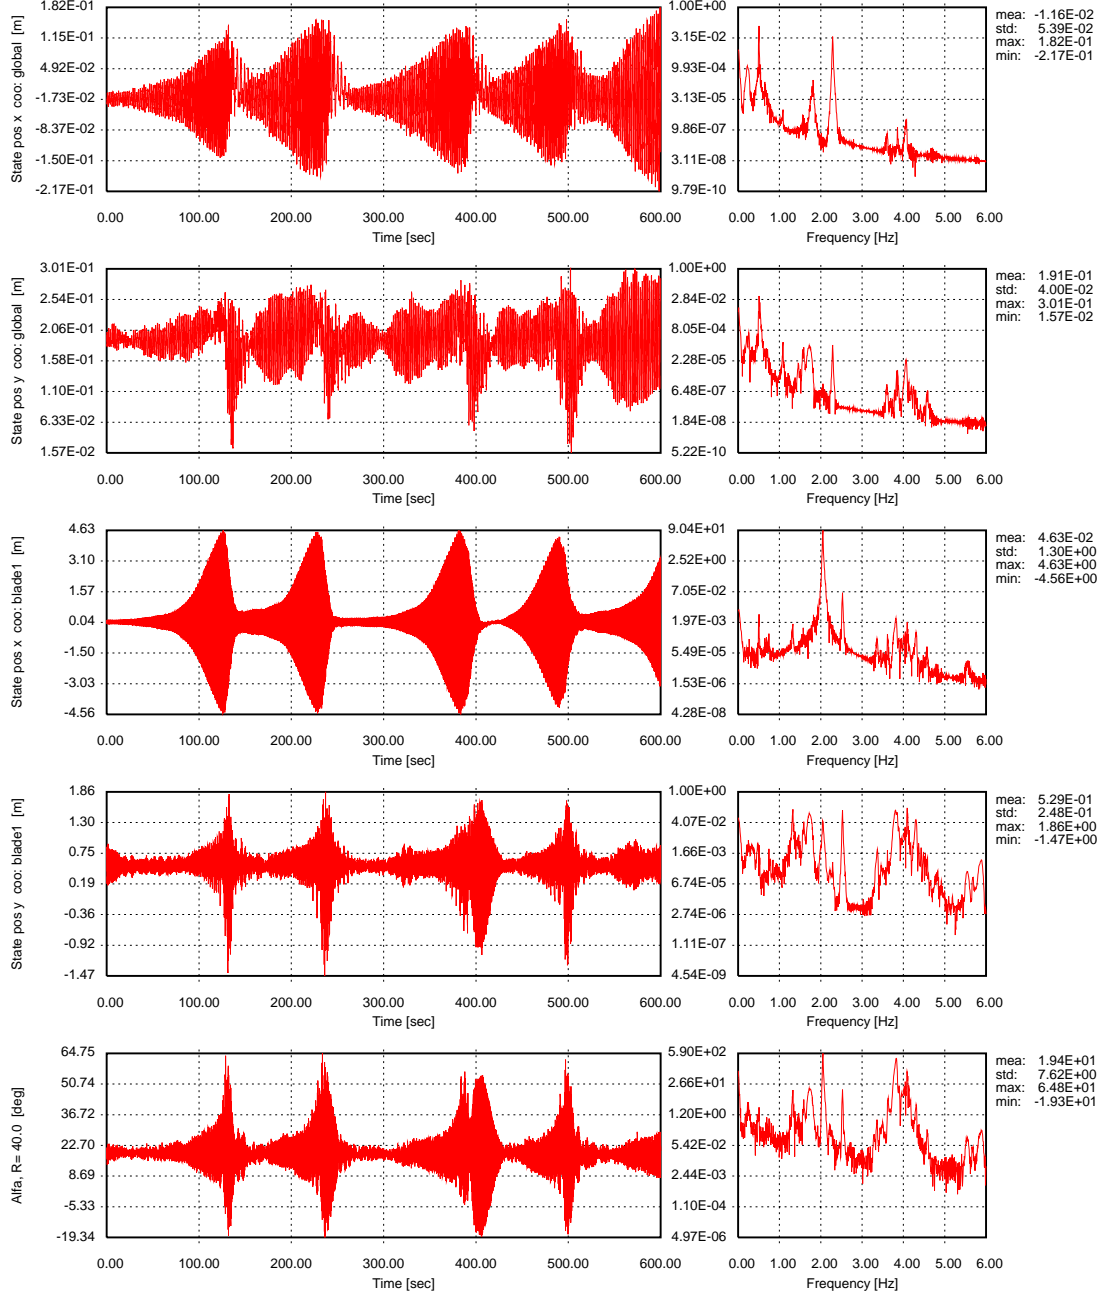 State pos x coo: global [m]
1.82E-01
1.15E-01
4.92E-02
-1.73E-02
-8.37E-02
-1.50E-01
-2.17E-01
0.00 100.00 200.00 300.00 400.00 500.00 600.00
Time [sec]
1.00E+00
3.15E-02
9.93E-04
3.13E-05
9.86E-07
3.11E-08
9.79E-10
0.00 1.00 2.00 3.00 4.00 5.00 6.00
Frequency [Hz]
mea: -1.16E-02
std: 5.39E-02
max: 1.82E-01
min: -2.17E-01
State pos y coo: global [m]
3.01E-01
2.54E-01
2.06E-01
1.58E-01
1.10E-01
6.33E-02
1.57E-02
0.00 100.00 200.00 300.00 400.00 500.00 600.00
Time [sec]
1.00E+00
2.84E-02
8.05E-04
2.28E-05
6.48E-07
1.84E-08
5.22E-10
0.00 1.00 2.00 3.00 4.00 5.00 6.00
Frequency [Hz]
mea: 1.91E-01
std: 4.00E-02
max: 3.01E-01
min: 1.57E-02
State pos x coo: blade1 [m]
4.63
3.10
1.57
0.04
-1.50
-3.03
-4.56
0.00 100.00 200.00 300.00 400.00 500.00 600.00
Time [sec]
9.04E+01
2.52E+00
7.05E-02
1.97E-03
5.49E-05
1.53E-06
4.28E-08
0.00 1.00 2.00 3.00 4.00 5.00 6.00
Frequency [Hz]
mea: 4.63E-02
std: 1.30E+00
max: 4.63E+00
min: -4.56E+00
State pos y coo: blade1 [m]
1.86
1.30
0.75
0.19
-0.36
-0.92
-1.47
0.00 100.00 200.00 300.00 400.00 500.00 600.00
Time [sec]
1.00E+00
4.07E-02
1.66E-03
6.74E-05
2.74E-06
1.11E-07
4.54E-09
0.00 1.00 2.00 3.00 4.00 5.00 6.00
Frequency [Hz]
mea: 5.29E-01
std: 2.48E-01
max: 1.86E+00
min: -1.47E+00
Alfa, R= 40.0 [deg]
64.75
50.74
36.72
22.70
8.69
-5.33
-19.34
0.00 100.00 200.00 300.00 400.00 500.00 600.00
Time [sec]
5.90E+02
2.66E+01
1.20E+00
5.42E-02
2.44E-03
1.10E-04
4.97E-06
0.00 1.00 2.00 3.00 4.00 5.00 6.00
Frequency [Hz]
mea: 1.94E+01
std: 7.62E+00
max: 6.48E+01
min: -1.93E+01